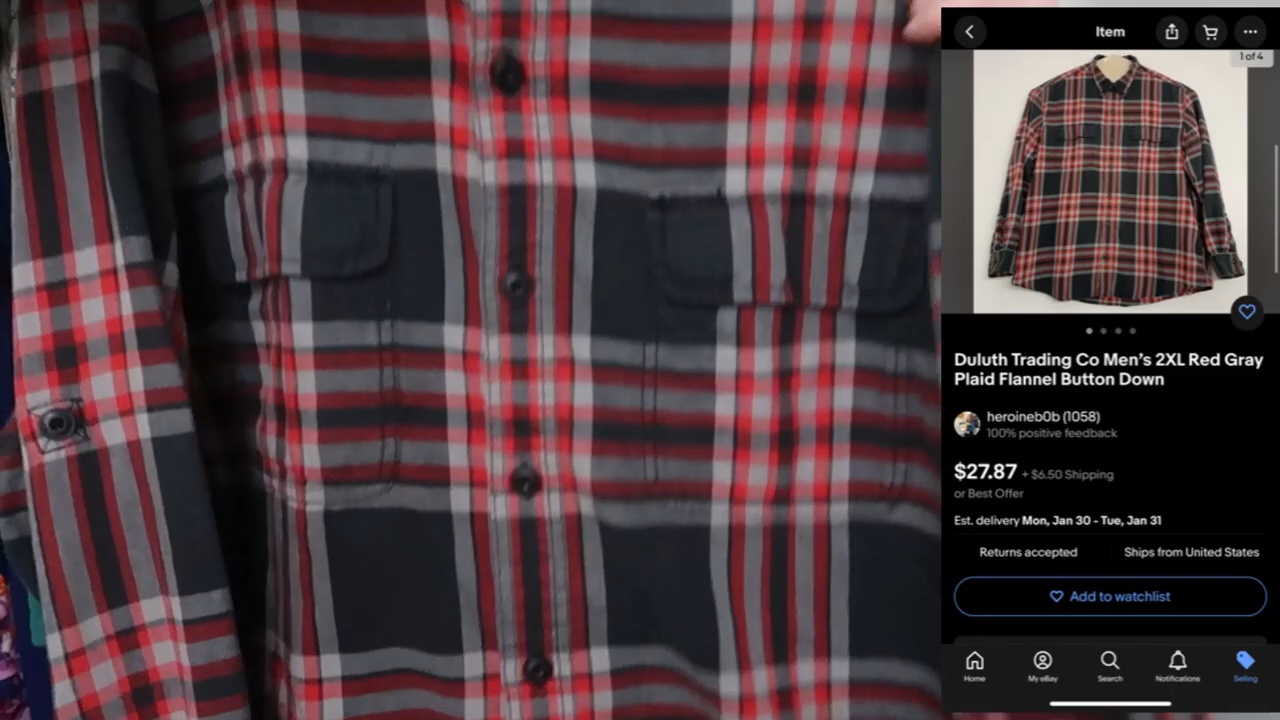 Item
1 of 4
Duluth Trading Co Men's 2XL Red Gray
Plaid Flannel Button Down
heroineb0b (1058)
100% positive feedback
$27.87 + $6.50 Shipping
or Best Offer
Est. delivery Mon, Jan 30 - Tue, Jan 31
Returns accepted Ships from United States
Add to watchlist
Home My eBay Search Notifications Selling